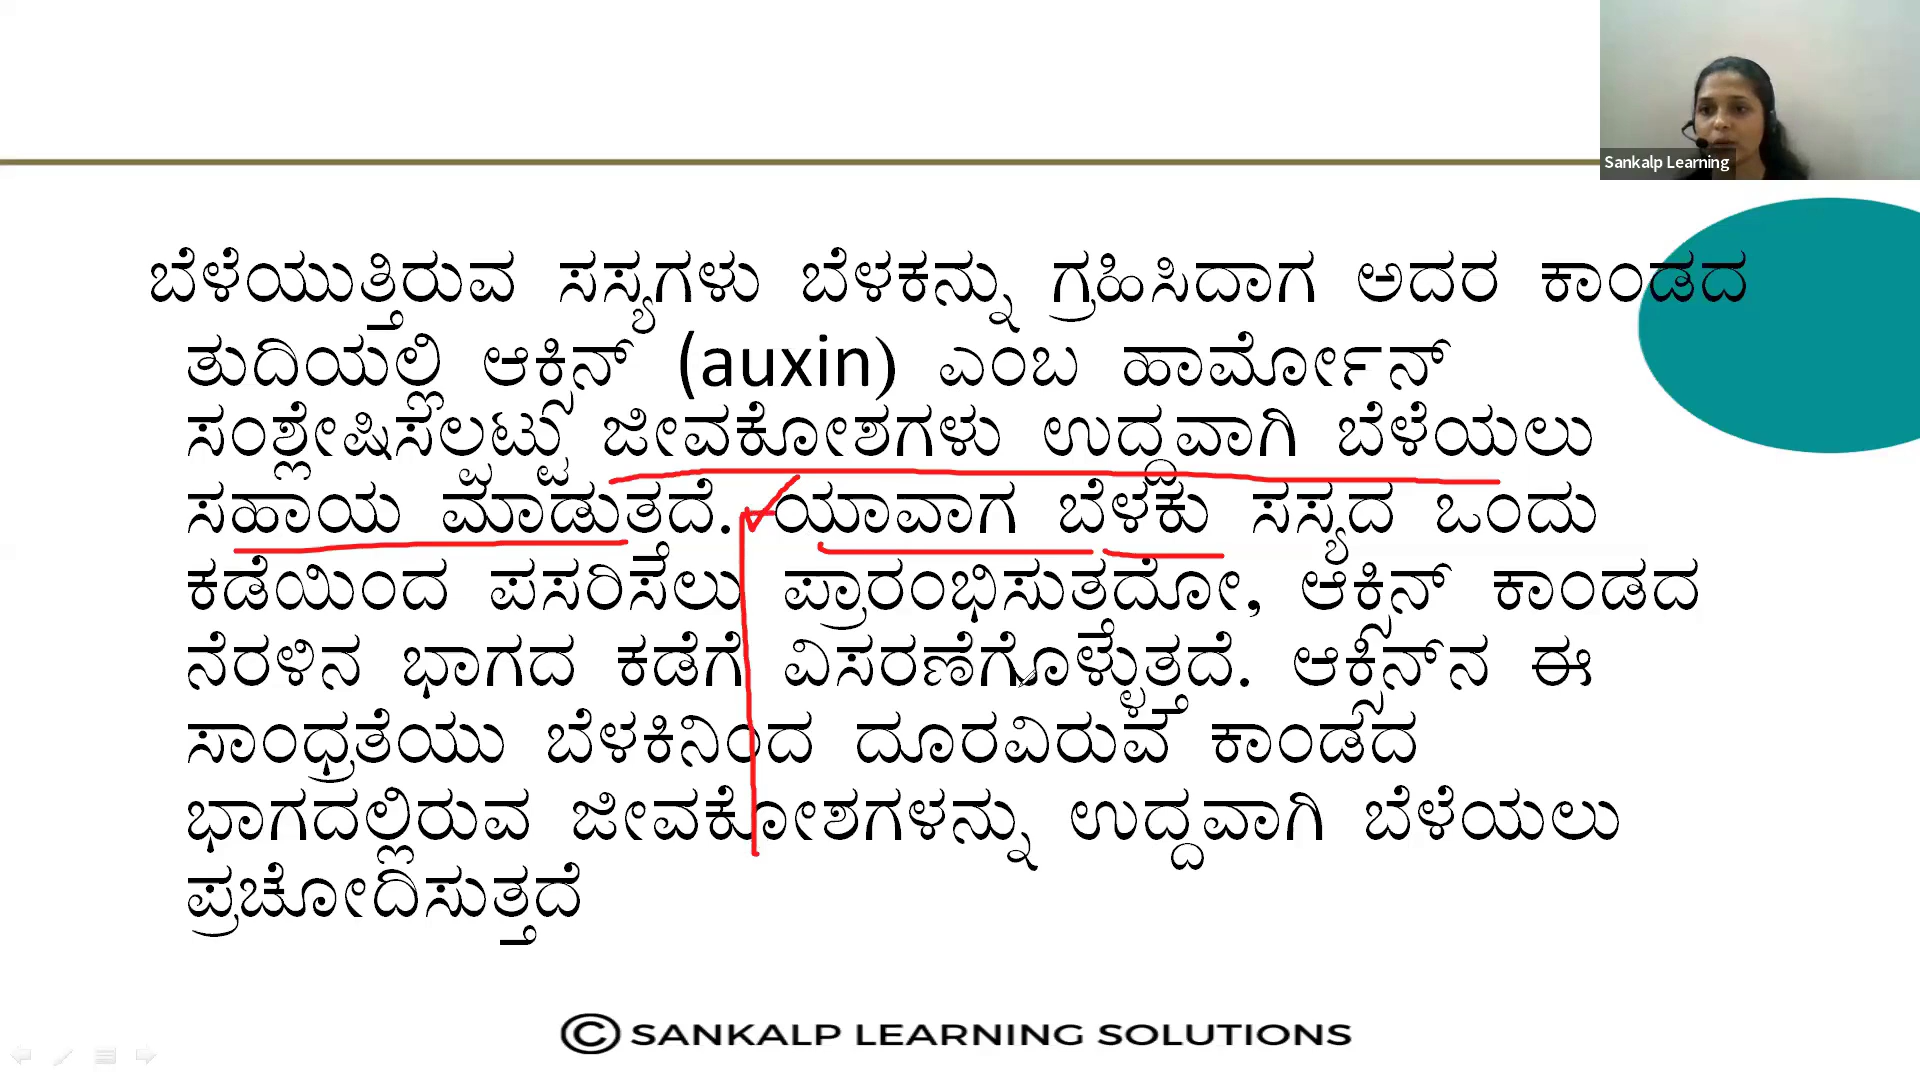 Sankalp Learning
ಬೆಳೆಯುತ್ತಿರುವ ಸಸ್ಯಗಳು ಬೆಳಕನ್ನು ಗ್ರಹಿಸಿದಾಗ ಅದರ ಕಾಂಡದ
ತುದಿಯಲ್ಲಿ ಆಕ್ಸಿನ್ (auxin) ಎಂಬ ಹಾರ್ಮೋನ್
ಸಂಶ್ಲೇಷಿಸಲ್ಪಟ್ಟು ಜೀವಕೋಶಗಳು ಉದ್ದವಾಗಿ ಬೆಳೆಯಲು
ಸಹಾಯ ಮಾಡುತ್ತದೆ. ಯಾವಾಗ ಬೆಳಕು ಸಸ್ಯದ ಒಂದು
ಕಡೆಯಿಂದ ಪಸರಿಸಲು ಪ್ರಾರಂಭಿಸುತ್ತದೋ, ಆಕ್ಸಿನ್ ಕಾಂಡದ
ನೆರಳಿನ ಭಾಗದ ಕಡೆಗೆ ವಿಸರಣೆಗೊಳ್ಳುತ್ತದೆ. ಆಕ್ಸಿನ್‌ನ ಈ
ಸಾಂಧ್ರತೆಯು ಬೆಳಕಿನಿಂದ ದೂರವಿರುವ ಕಾಂಡದ
ಭಾಗದಲ್ಲಿರುವ ಜೀವಕೋಶಗಳನ್ನು ಉದ್ದವಾಗಿ ಬೆಳೆಯಲು
ಪ್ರಚೋದಿಸುತ್ತದೆ
© SANKALP LEARNING SOLUTIONS